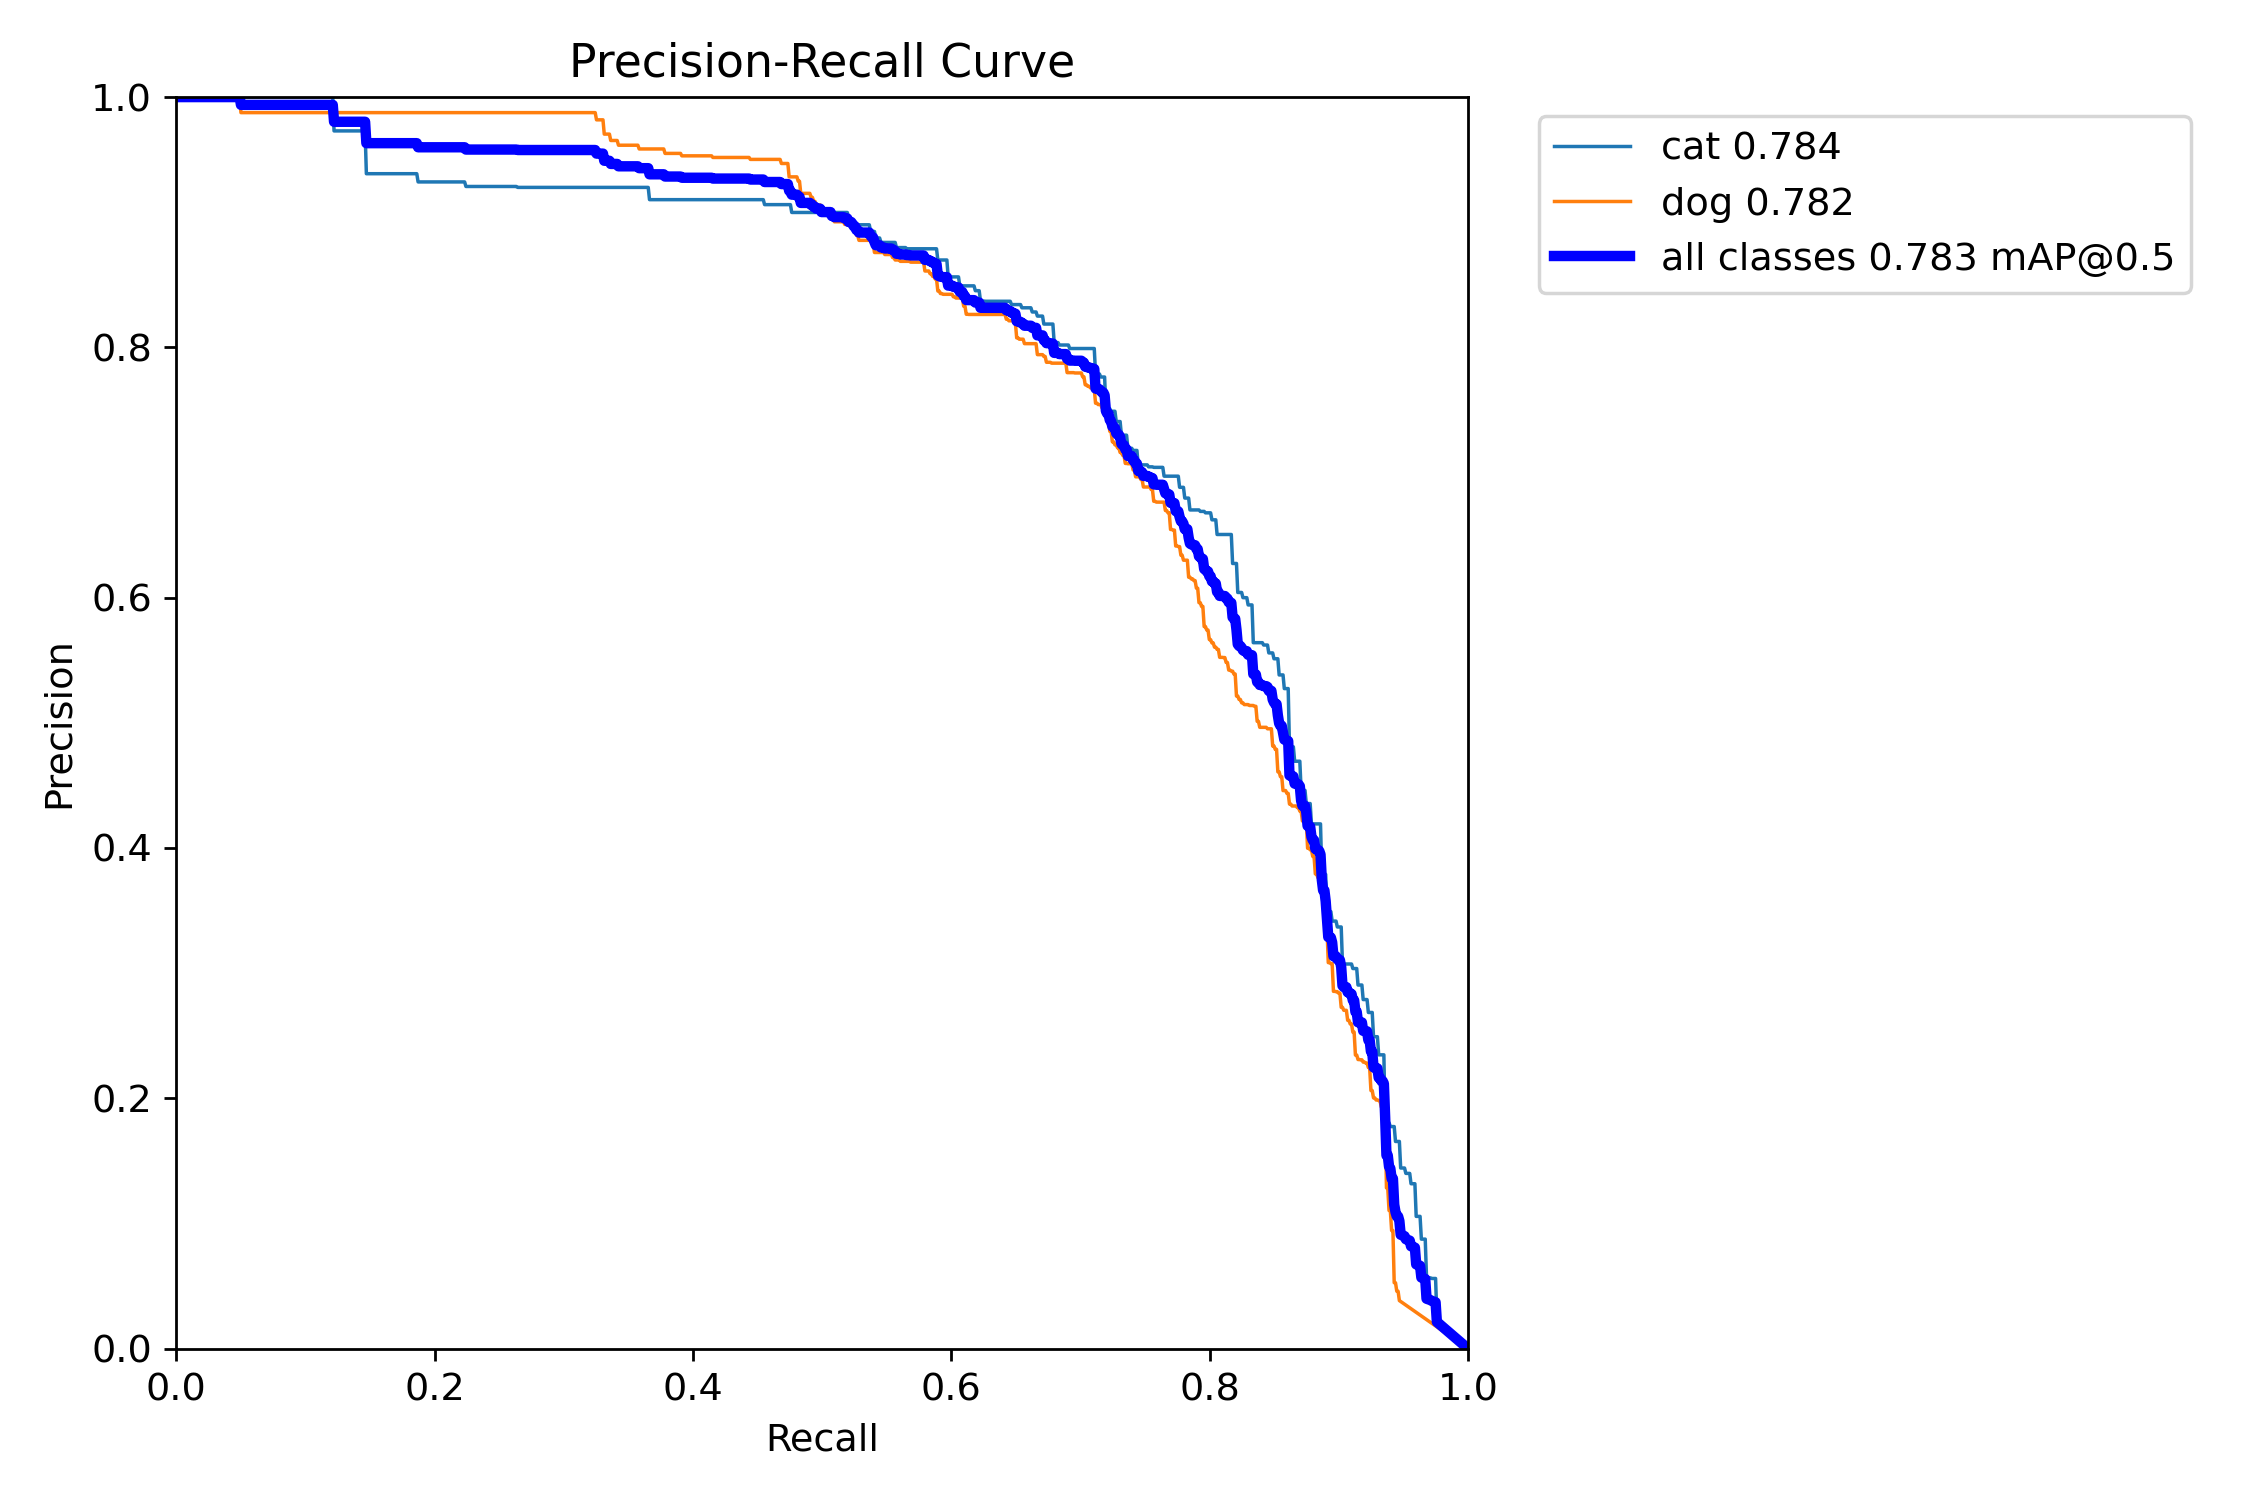 Precision-Recall Curve
1.0
0.8
0.6
0.4
0.2
0.0
Precision
0.0 0.2 0.4 0.6 0.8 1.0
Recall
cat 0.784
dog 0.782
all classes 0.783 mAP@0.5